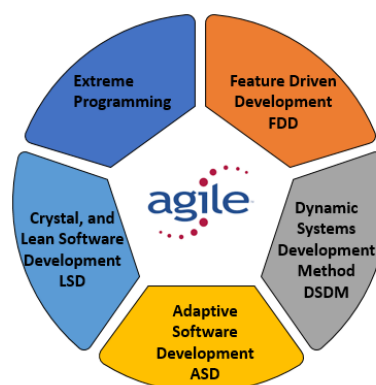 Extreme
Programming
Feature Driven
Development
FDD
Crystal, and
Lean Software
Development
LSD
agile
Dynamic
Systems
Development
Method
DSDM
Adaptive
Software
Development
ASD